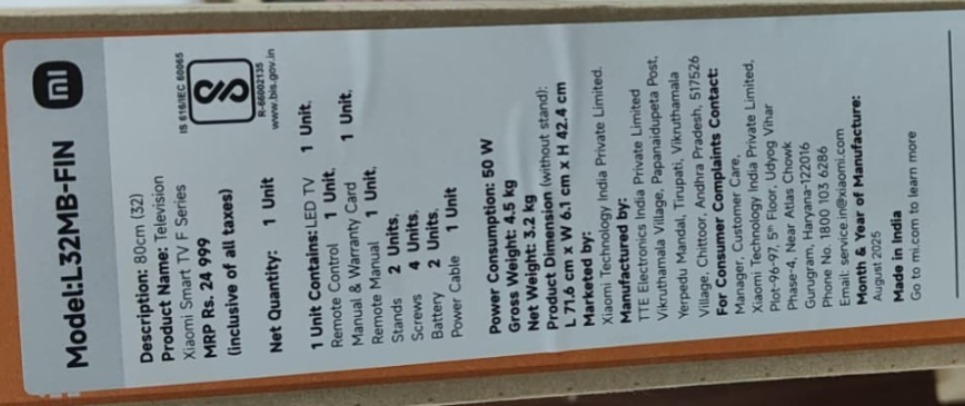 Model:L32MB-FIN
mi
Description: 80cm (32)
Product Name: Television
Xiaomi Smart TV F Series
MRP Rs. 24 999
(inclusive of all taxes)
IS 616/IEC 60065
R-66002135
www.bis.gov.in
Net Quantity: 1 Unit
1 Unit Contains: LED TV 1 Unit,
Remote Control 1 Unit,
Manual & Warranty Card 1 Unit,
Remote Manual 1 Unit,
Stands 2 Units,
Screws 4 Units,
Battery 2 Units,
Power Cable 1 Unit
Power Consumption: 50 W
Gross Weight: 4.5 kg
Net Weight: 3.2 kg
Product Dimension (without stand):
L 71.6 cm x W 6.1 cm x H 42.4 cm
Marketed by:
Xiaomi Technology India Private Limited.
Manufactured by:
TTE Electronics India Private Limited
Vikruthamala Village, Papanaidupeta Post,
Yerpedu Mandal, Tirupati, Vikruthamala
Village, Chittoor, Andhra Pradesh, 517526
For Consumer Complaints Contact:
Manager, Customer Care,
Xiaomi Technology India Private Limited,
Plot-96-97, 5th Floor, Udyog Vihar
Phase-4, Near Atlas Chowk
Gurugram, Haryana-122016
Phone No. 1800 103 6286
Email: service.in@xiaomi.com
Month & Year of Manufacture:
August 2025
Made in India
Go to mi.com to learn more